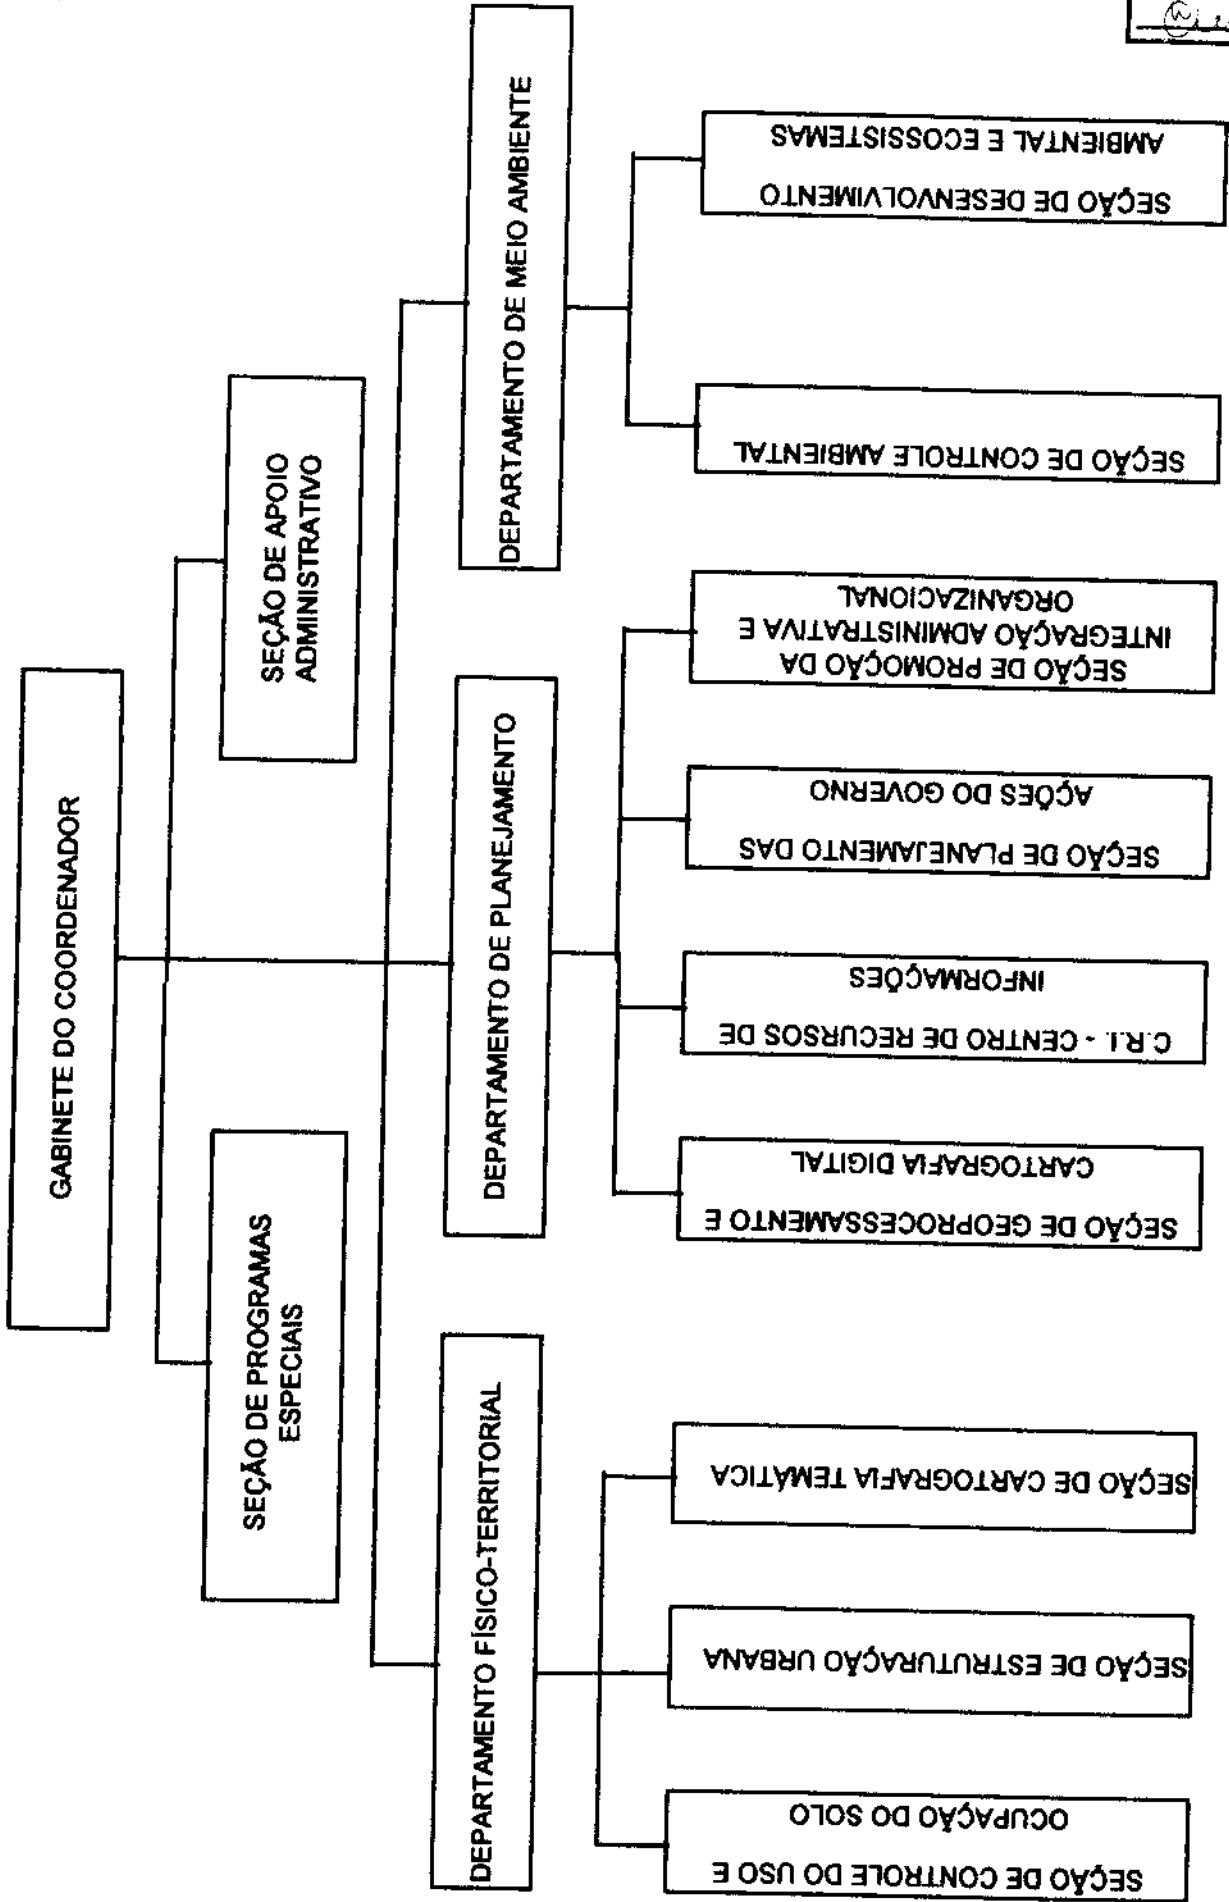 GABINETE DO COORDENADOR
SEÇÃO DE PROGRAMAS
ESPECIAIS
SEÇÃO DE APOIO
ADMINISTRATIVO
DEPARTAMENTO FÍSICO-TERRITORIAL
DEPARTAMENTO DE PLANEJAMENTO
DEPARTAMENTO DE MEIO AMBIENTE
SEÇÃO DE CONTROLE DO USO E
OCUPAÇÃO DO SOLO
SEÇÃO DE ESTRUTURAÇÃO URBANA
SEÇÃO DE CARTOGRAFIA TEMÁTICA
SEÇÃO DE GEOPROCESSAMENTO E
CARTOGRAFIA DIGITAL
C.R.I. - CENTRO DE RECURSOS DE
INFORMAÇÕES
SEÇÃO DE PLANEJAMENTO DAS
AÇÕES DO GOVERNO
SEÇÃO DE PROMOÇÃO DA
INTEGRAÇÃO ADMINISTRATIVA E
ORGANIZACIONAL
SEÇÃO DE CONTROLE AMBIENTAL
SEÇÃO DE DESENVOLVIMENTO
AMBIENTAL E ECOSSISTEMAS